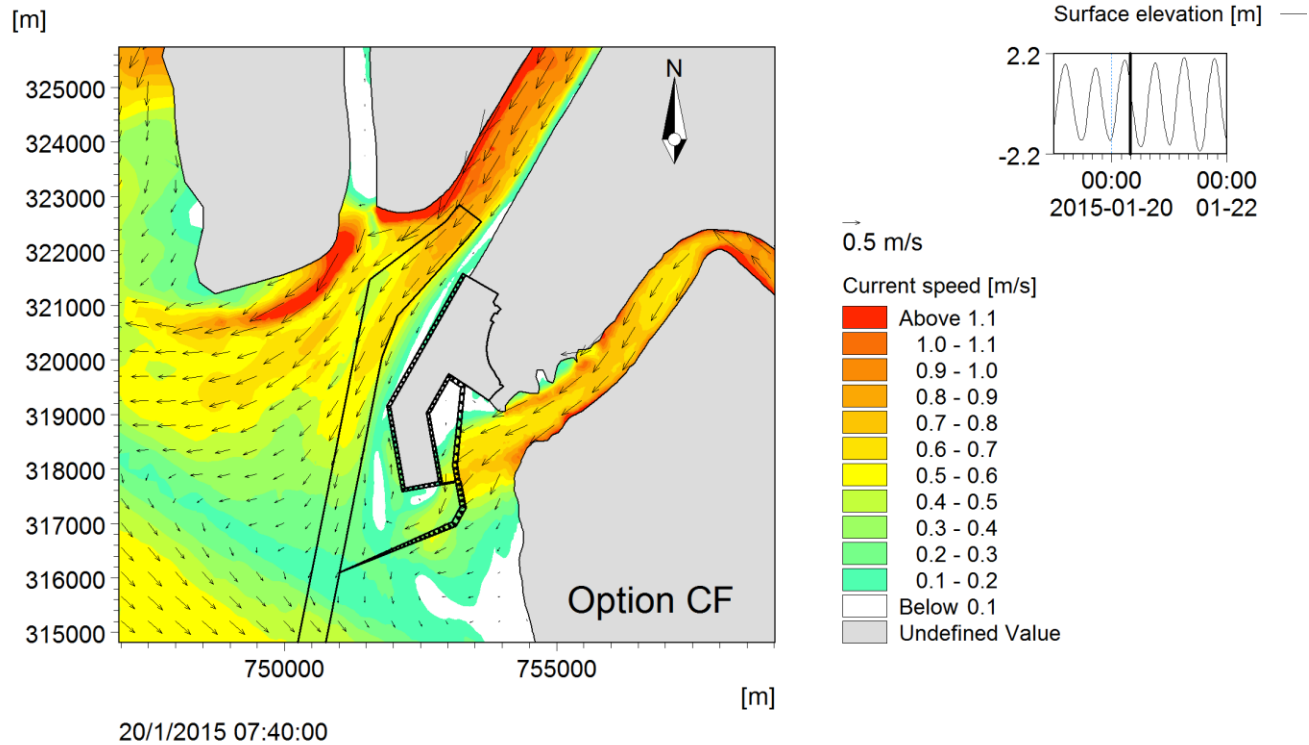 [m]
Surface elevation [m]
2.2
-2.2
00:00 00:00
2015-01-20 01-22
N
325000
324000
323000
322000
321000
320000
319000
318000
317000
316000
315000
Option CF
750000 755000
[m]
20/1/2015 07:40:00
0.5 m/s
Current speed [m/s]
Above 1.1
1.0 - 1.1
0.9 - 1.0
0.8 - 0.9
0.7 - 0.8
0.6 - 0.7
0.5 - 0.6
0.4 - 0.5
0.3 - 0.4
0.2 - 0.3
0.1 - 0.2
Below 0.1
Undefined Value